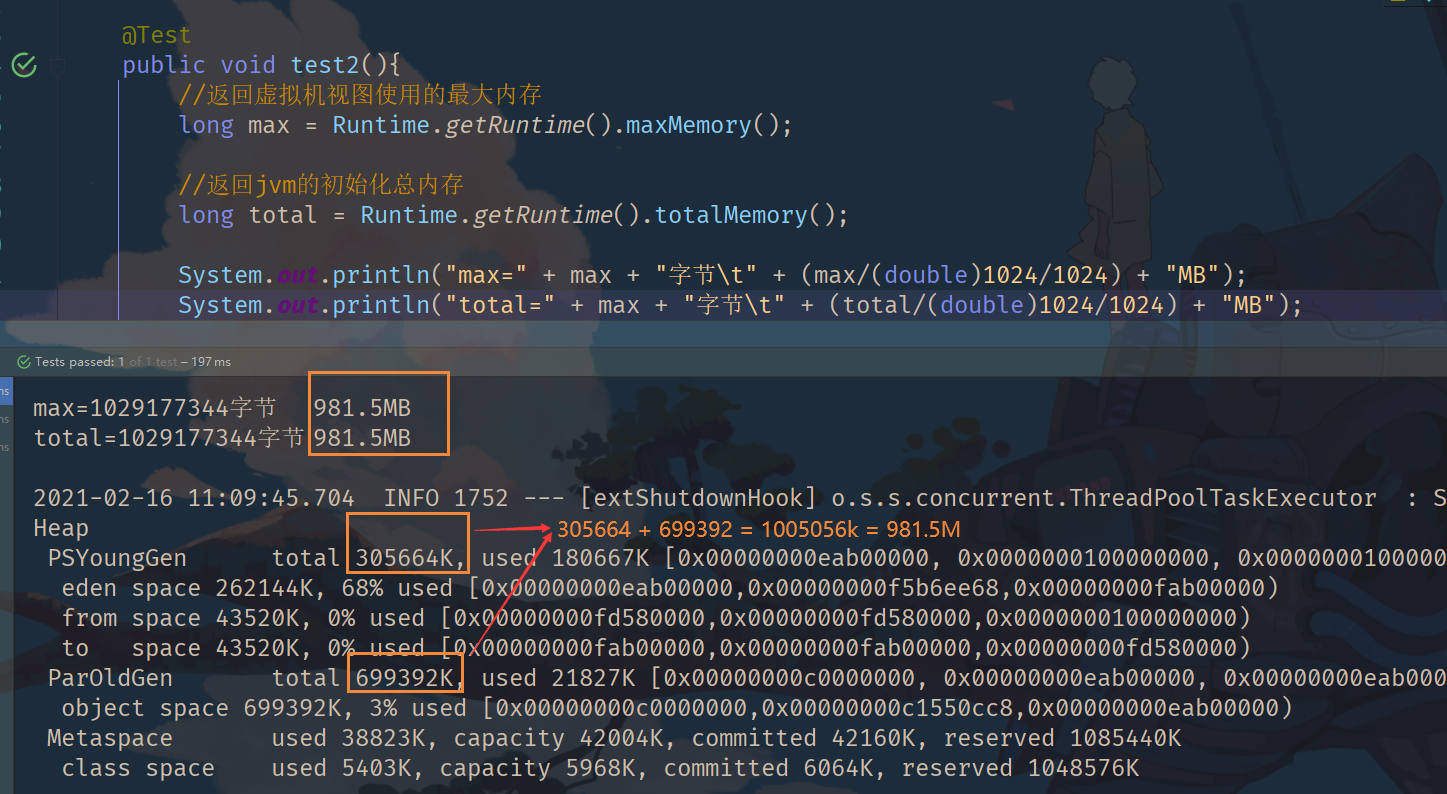 @Test
public void test2(){
//返回虚拟机视图使用的最大内存
long max = Runtime.getRuntime().maxMemory();
//返回jvm的初始化总内存
long total = Runtime.getRuntime().totalMemory();
System.out.println("max=" + max + "字节\t" + (max/(double)1024/1024) + "MB");
System.out.println("total=" + max + "字节\t" + (total/(double)1024/1024) + "MB");
Tests passed: 1 of 1 test – 197 ms
max=1029177344字节 981.5MB
total=1029177344字节 981.5MB
2021-02-16 11:09:45.704 INFO 1752 --- [extShutdownHook] o.s.s.concurrent.ThreadPoolTaskExecutor : S
Heap
305664 + 699392 = 1005056k = 981.5M
PSYoungGen total 305664K, used 180667K [0x00000000eab00000, 0x0000000100000000, 0x0000000100000
eden space 262144K, 68% used [0x00000000eab00000,0x00000000f5b6ee68,0x00000000fab00000)
from space 43520K, 0% used [0x00000000fd580000,0x00000000fd580000,0x0000000100000000)
to space 43520K, 0% used [0x00000000fab00000,0x00000000fab00000,0x00000000fd580000)
ParOldGen total 699392K, used 21827K [0x00000000c0000000, 0x00000000eab00000, 0x00000000eab000
object space 699392K, 3% used [0x00000000c0000000,0x00000000c1550cc8,0x00000000eab00000)
Metaspace used 38823K, capacity 42004K, committed 42160K, reserved 1085440K
class space used 5403K, capacity 5968K, committed 6064K, reserved 1048576K